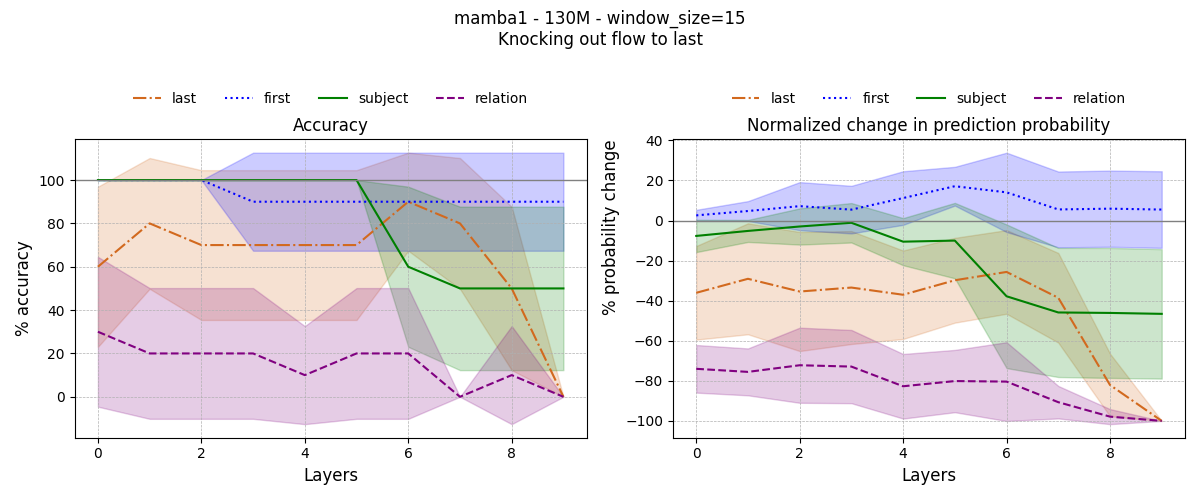 mamba1 - 130M - window_size=15
Knocking out flow to last
last first subject relation
Accuracy
% accuracy
100
80
60
40
20
0
0 2 4 6 8
Layers
last first subject relation
Normalized change in prediction probability
% probability change
40
20
0
−20
−40
−60
−80
−100
0 2 4 6 8
Layers